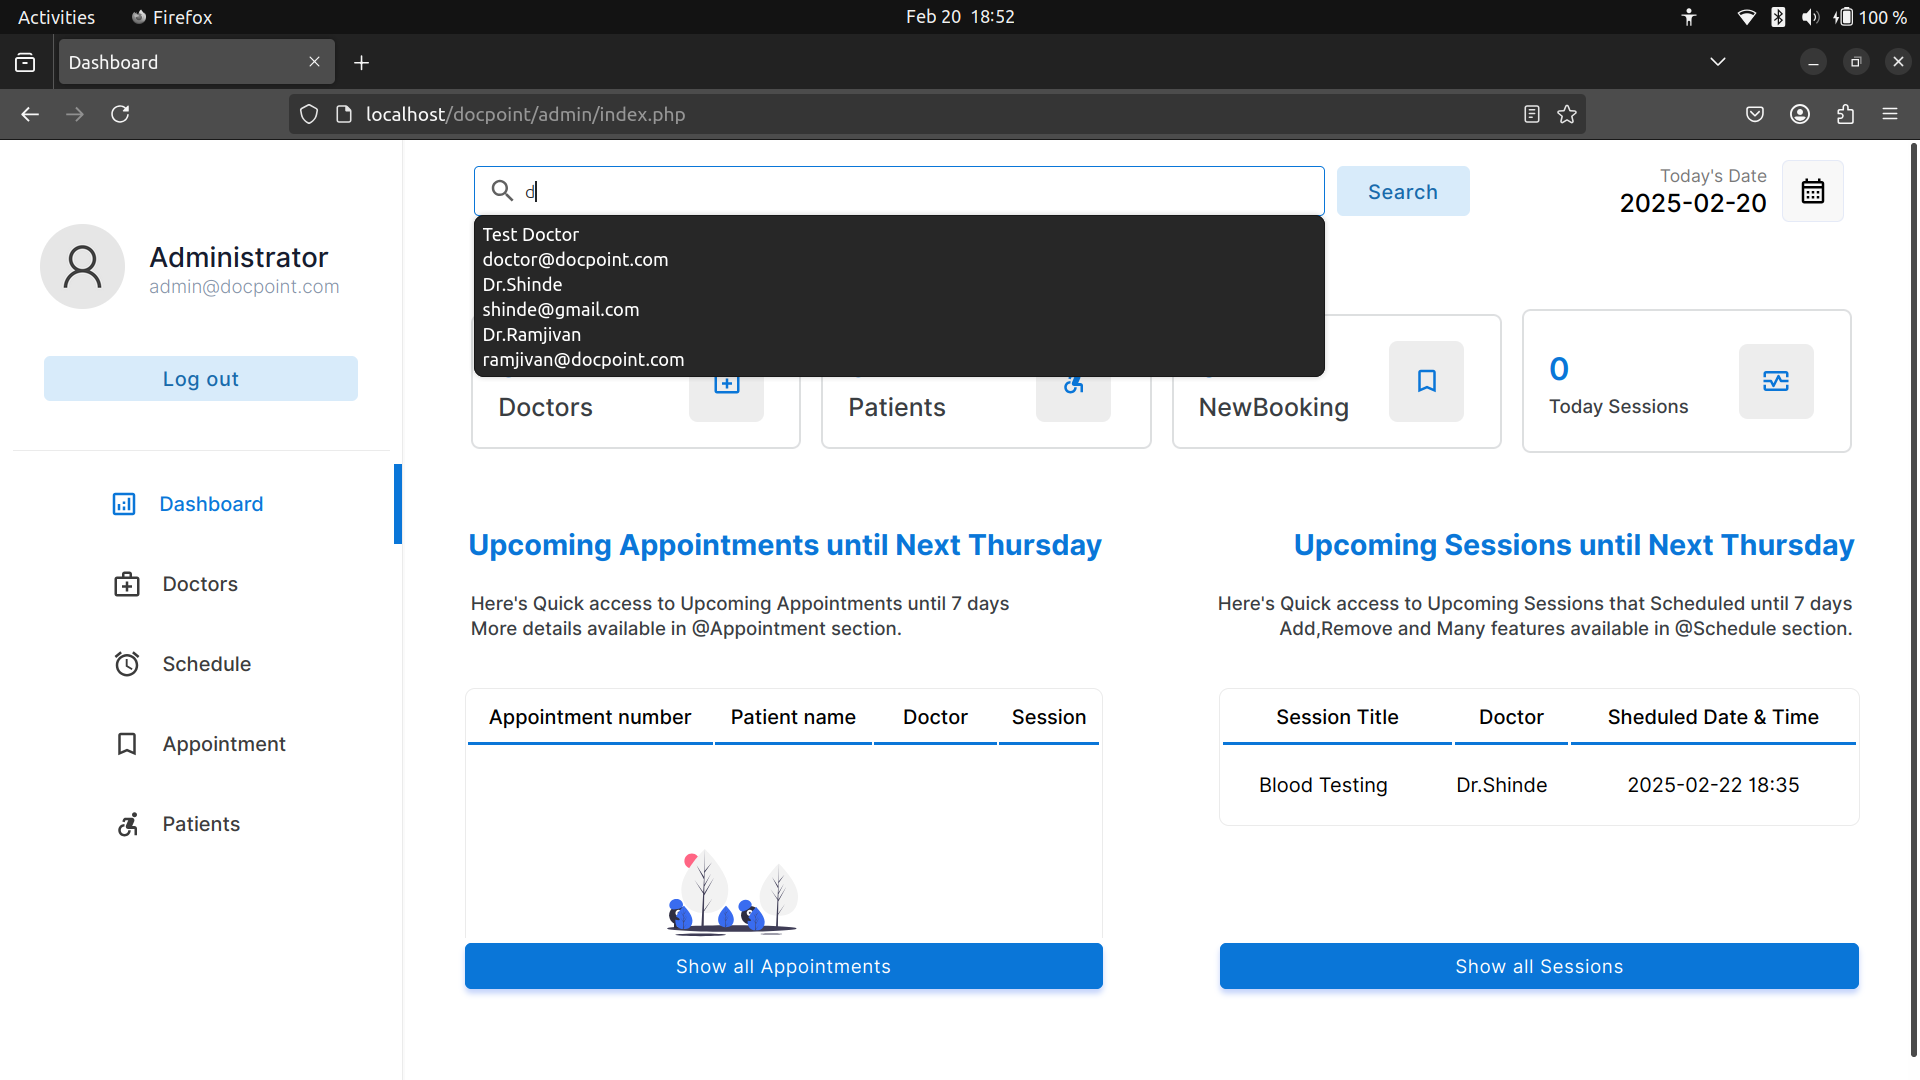 Activities
Firefox
Feb 20 18:52
100 %
Dashboard
localhost/docpoint/admin/index.php
Administrator
admin@docpoint.com
Log out
Dashboard
Doctors
Schedule
Appointment
Patients
d
Search
Today's Date
2025-02-20
Test Doctor
doctor@docpoint.com
Dr.Shinde
shinde@gmail.com
Dr.Ramjivan
ramjivan@docpoint.com
Doctors
Patients
NewBooking
0
Today Sessions
Upcoming Appointments until Next Thursday
Here's Quick access to Upcoming Appointments until 7 days
More details available in @Appointment section.
Appointment number Patient name Doctor Session
Show all Appointments
Upcoming Sessions until Next Thursday
Here's Quick access to Upcoming Sessions that Scheduled until 7 days
Add,Remove and Many features available in @Schedule section.
Session Title Doctor Sheduled Date & Time
Blood Testing Dr.Shinde 2025-02-22 18:35
Show all Sessions